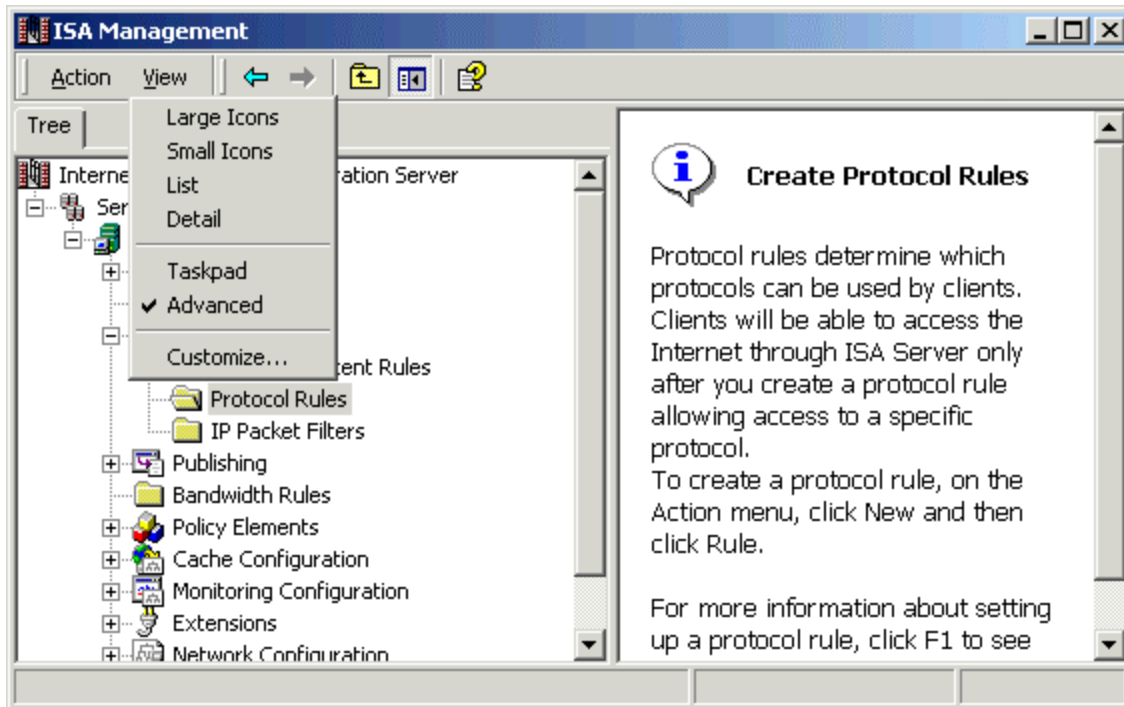 ISA Management
Action View
Tree
Large Icons
Small Icons
List
Detail
Taskpad
Advanced
Customize...
Interne ation Server
Ser
tent Rules
Protocol Rules
IP Packet Filters
Publishing
Bandwidth Rules
Policy Elements
Cache Configuration
Monitoring Configuration
Extensions
Network Configuration
Create Protocol Rules
Protocol rules determine which
protocols can be used by clients.
Clients will be able to access the
Internet through ISA Server only
after you create a protocol rule
allowing access to a specific
protocol.
To create a protocol rule, on the
Action menu, click New and then
click Rule.
For more information about setting
up a protocol rule, click F1 to see